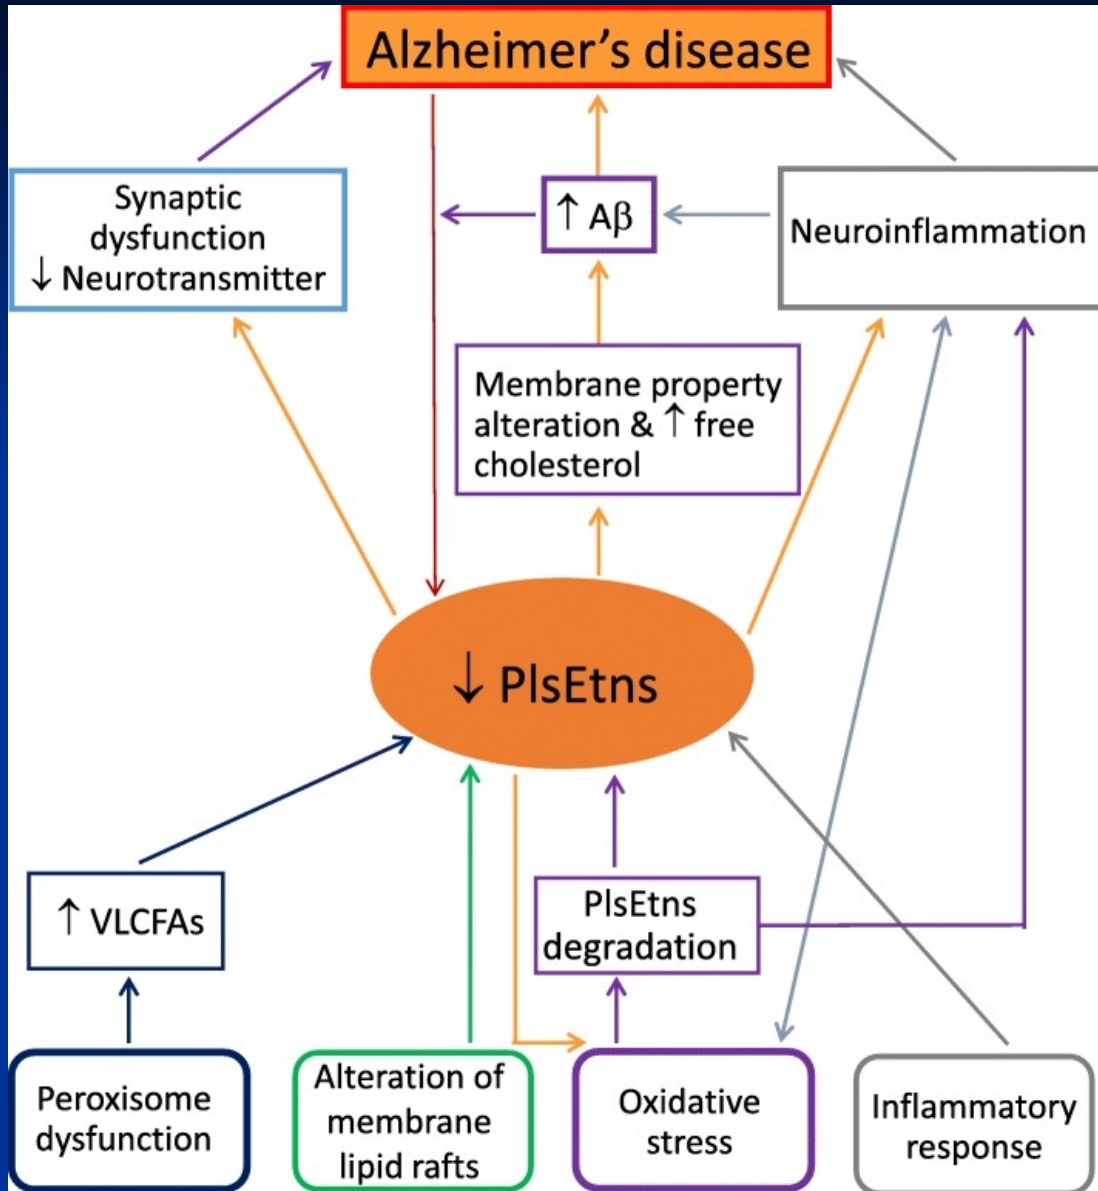 Alzheimer’s disease
Synaptic
dysfunction
↓ Neurotransmitter
↑ Aβ
Neuroinflammation
Membrane property
alteration & ↑ free
cholesterol
↓ PlsEtns
↑ VLCFAs
PlsEtns
degradation
Peroxisome
dysfunction
Alteration of
membrane
lipid rafts
Oxidative
stress
Inflammatory
response